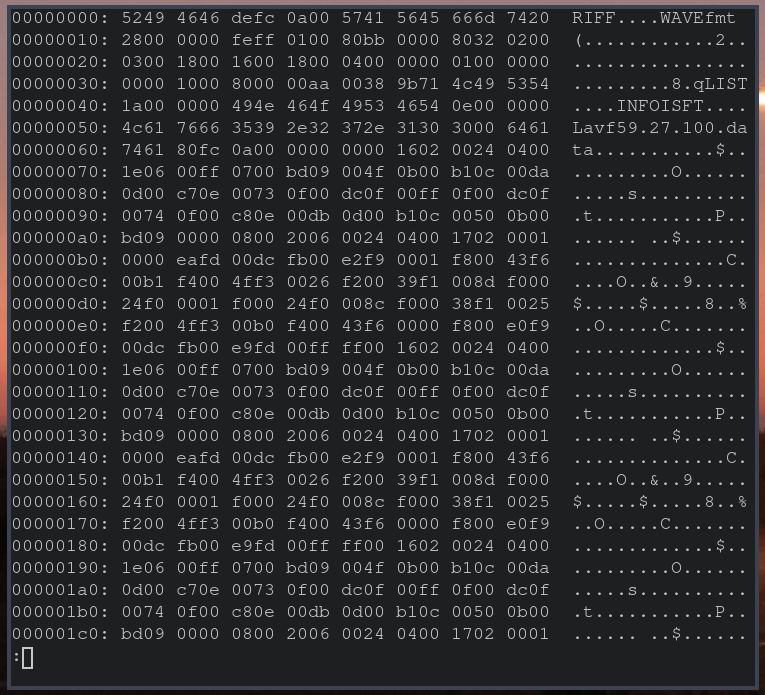 00000000: 5249 4646 defc 0a00 5741 5645 666d 7420  RIFF....WAVEfmt
00000010: 2800 0000 feff 0100 80bb 0000 8032 0200  (............2..
00000020: 0300 1800 1600 1800 0400 0000 0100 0000  ................
00000030: 0000 1000 8000 00aa 0038 9b71 4c49 5354  .........8.qLIST
00000040: 1a00 0000 494e 464f 4953 4654 0e00 0000  ....INFOISFT....
00000050: 4c61 7666 3539 2e32 372e 3130 3000 6461  Lavf59.27.100.da
00000060: 7461 80fc 0a00 0000 0000 1602 0024 0400  ta...........$..
00000070: 1e06 00ff 0700 bd09 004f 0b00 b10c 00da  .........O......
00000080: 0d00 c70e 0073 0f00 dc0f 00ff 0f00 dc0f  .....s..........
00000090: 0074 0f00 c80e 00db 0d00 b10c 0050 0b00  .t...........P..
000000a0: bd09 0000 0800 2006 0024 0400 1702 0001  ...... ..$......
000000b0: 0000 eafd 00dc fb00 e2f9 0001 f800 43f6  ..............C.
000000c0: 00b1 f400 4ff3 0026 f200 39f1 008d f000  ....O..&..9.....
000000d0: 24f0 0001 f000 24f0 008c f000 38f1 0025  $.....$.....8..%
000000e0: f200 4ff3 00b0 f400 43f6 0000 f800 e0f9  ..O.....C.......
000000f0: 00dc fb00 e9fd 00ff ff00 1602 0024 0400  .............$..
00000100: 1e06 00ff 0700 bd09 004f 0b00 b10c 00da  .........O......
00000110: 0d00 c70e 0073 0f00 dc0f 00ff 0f00 dc0f  .....s..........
00000120: 0074 0f00 c80e 00db 0d00 b10c 0050 0b00  .t...........P..
00000130: bd09 0000 0800 2006 0024 0400 1702 0001  ...... ..$......
00000140: 0000 eafd 00dc fb00 e2f9 0001 f800 43f6  ..............C.
00000150: 00b1 f400 4ff3 0026 f200 39f1 008d f000  ....O..&..9.....
00000160: 24f0 0001 f000 24f0 008c f000 38f1 0025  $.....$.....8..%
00000170: f200 4ff3 00b0 f400 43f6 0000 f800 e0f9  ..O.....C.......
00000180: 00dc fb00 e9fd 00ff ff00 1602 0024 0400  .............$..
00000190: 1e06 00ff 0700 bd09 004f 0b00 b10c 00da  .........O......
000001a0: 0d00 c70e 0073 0f00 dc0f 00ff 0f00 dc0f  .....s..........
000001b0: 0074 0f00 c80e 00db 0d00 b10c 0050 0b00  .t...........P..
000001c0: bd09 0000 0800 2006 0024 0400 1702 0001  ...... ..$......
: